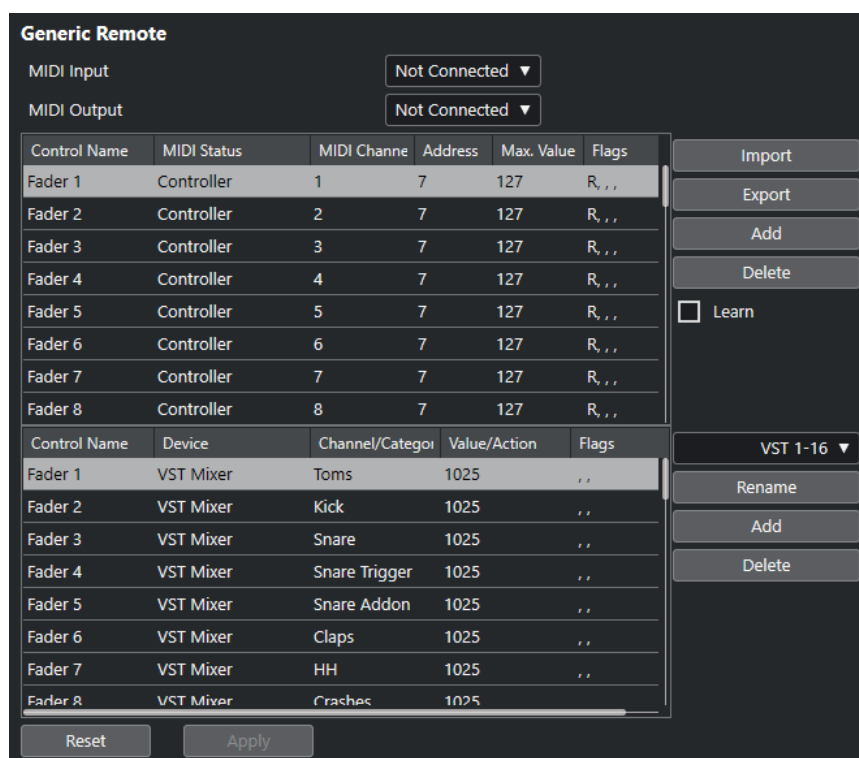 Generic Remote
MIDI Input Not Connected ▼
MIDI Output Not Connected ▼
Control Name MIDI Status MIDI Channe Address Max. Value Flags
Fader 1 Controller 1 7 127 R, , ,
Fader 2 Controller 2 7 127 R, , ,
Fader 3 Controller 3 7 127 R, , ,
Fader 4 Controller 4 7 127 R, , ,
Fader 5 Controller 5 7 127 R, , ,
Fader 6 Controller 6 7 127 R, , ,
Fader 7 Controller 7 7 127 R, , ,
Fader 8 Controller 8 7 127 R, , ,
Import
Export
Add
Delete
Learn
Control Name Device Channel/Categor Value/Action Flags
Fader 1 VST Mixer Toms 1025 , ,
Fader 2 VST Mixer Kick 1025 , ,
Fader 3 VST Mixer Snare 1025 , ,
Fader 4 VST Mixer Snare Trigger 1025 , ,
Fader 5 VST Mixer Snare Addon 1025 , ,
Fader 6 VST Mixer Claps 1025 , ,
Fader 7 VST Mixer HH 1025 , ,
Fader 8 VST Mixer Crashes 1025
VST 1-16 ▼
Rename
Add
Delete
Reset Apply